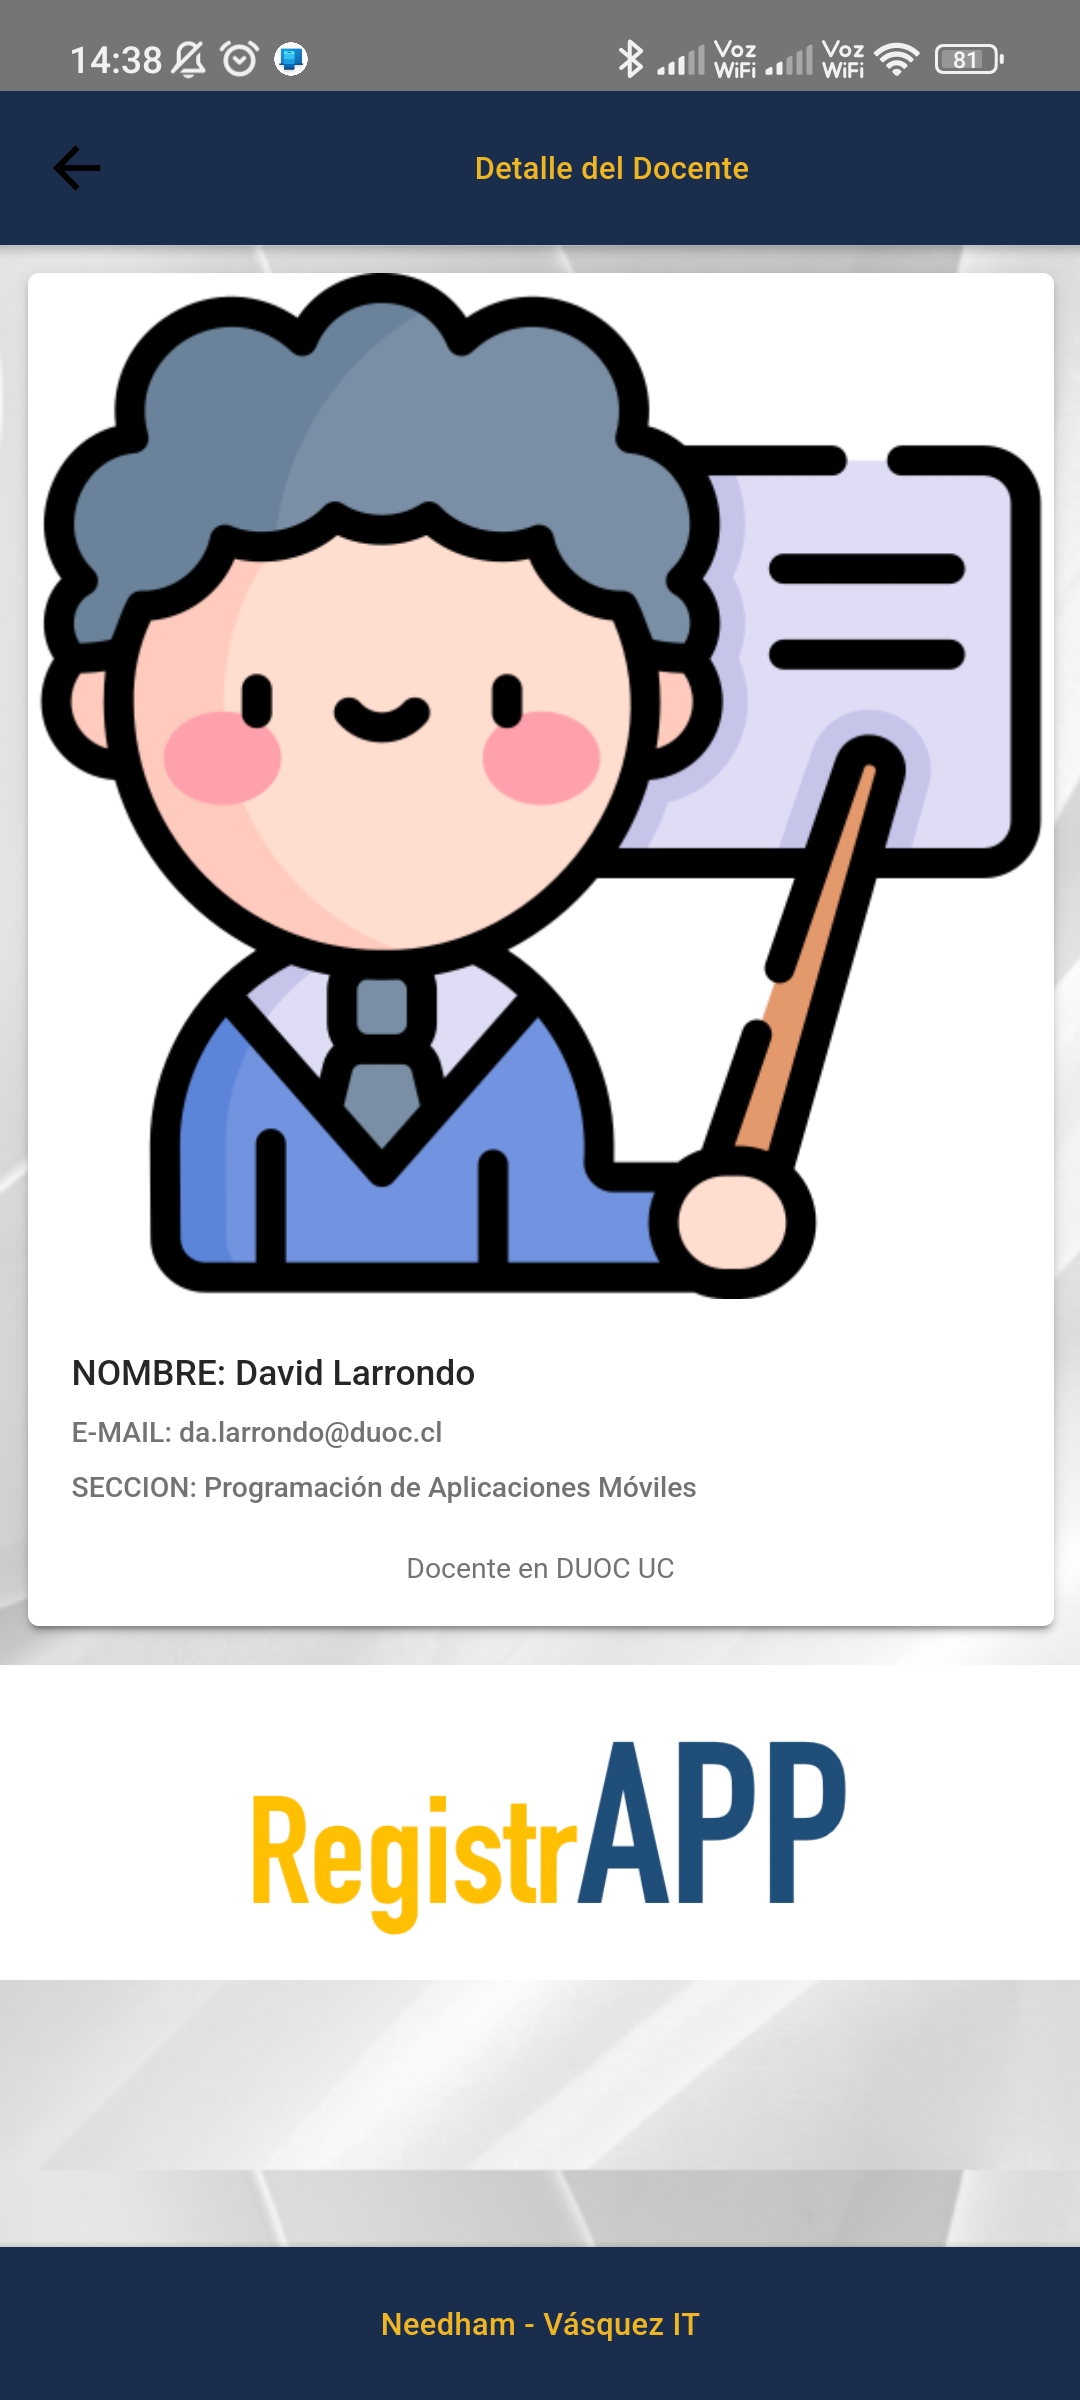 14:38 Voz WiFi Voz WiFi 81
Detalle del Docente
NOMBRE: David Larrondo
E-MAIL: da.larrondo@duoc.cl
SECCION: Programación de Aplicaciones Móviles
Docente en DUOC UC
RegistrAPP
Needham - Vásquez IT